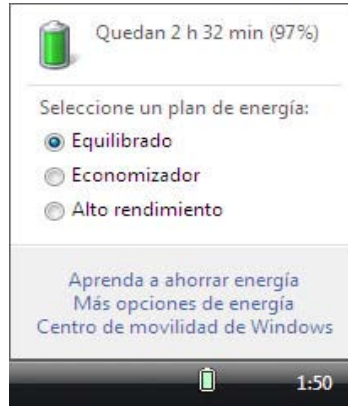 Quedan 2 h 32 min (97%)
Seleccione un plan de energía:
Equilibrado
Economizador
Alto rendimiento
Aprenda a ahorrar energía
Más opciones de energía
Centro de movilidad de Windows
1:50